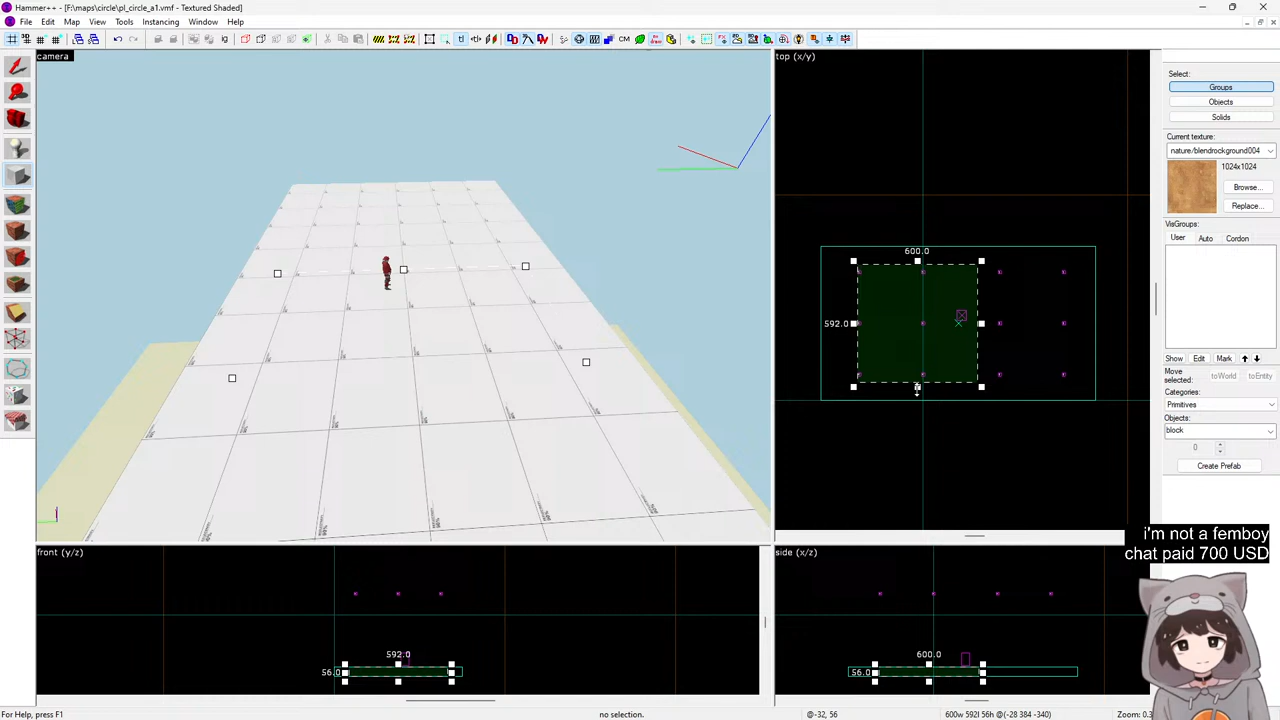 Hammer++ - [F:\maps\circle\pl_circle_a1.vmf - Textured Shaded]
File Edit Map View Tools Instancing Window Help
CM
camera
top (x/y)
600.0
592.0
Select:
Groups
Objects
Solids
Current texture:
nature/blendrockground004
1024x1024
Browse...
Replace...
VisGroups:
User Auto Cordon
Show Edit Mark
Move selected:
toWorld toEntity
Categories:
Primitives
Objects:
block
0
Create Prefab
i'm not a femboy
chat paid 700 USD
front (y/z)
592.0
56.0
side (x/z)
600.0
56.0
For Help, press F1
no selection.
@-32, 56
600w 592l 56h @(-28 384 -340)